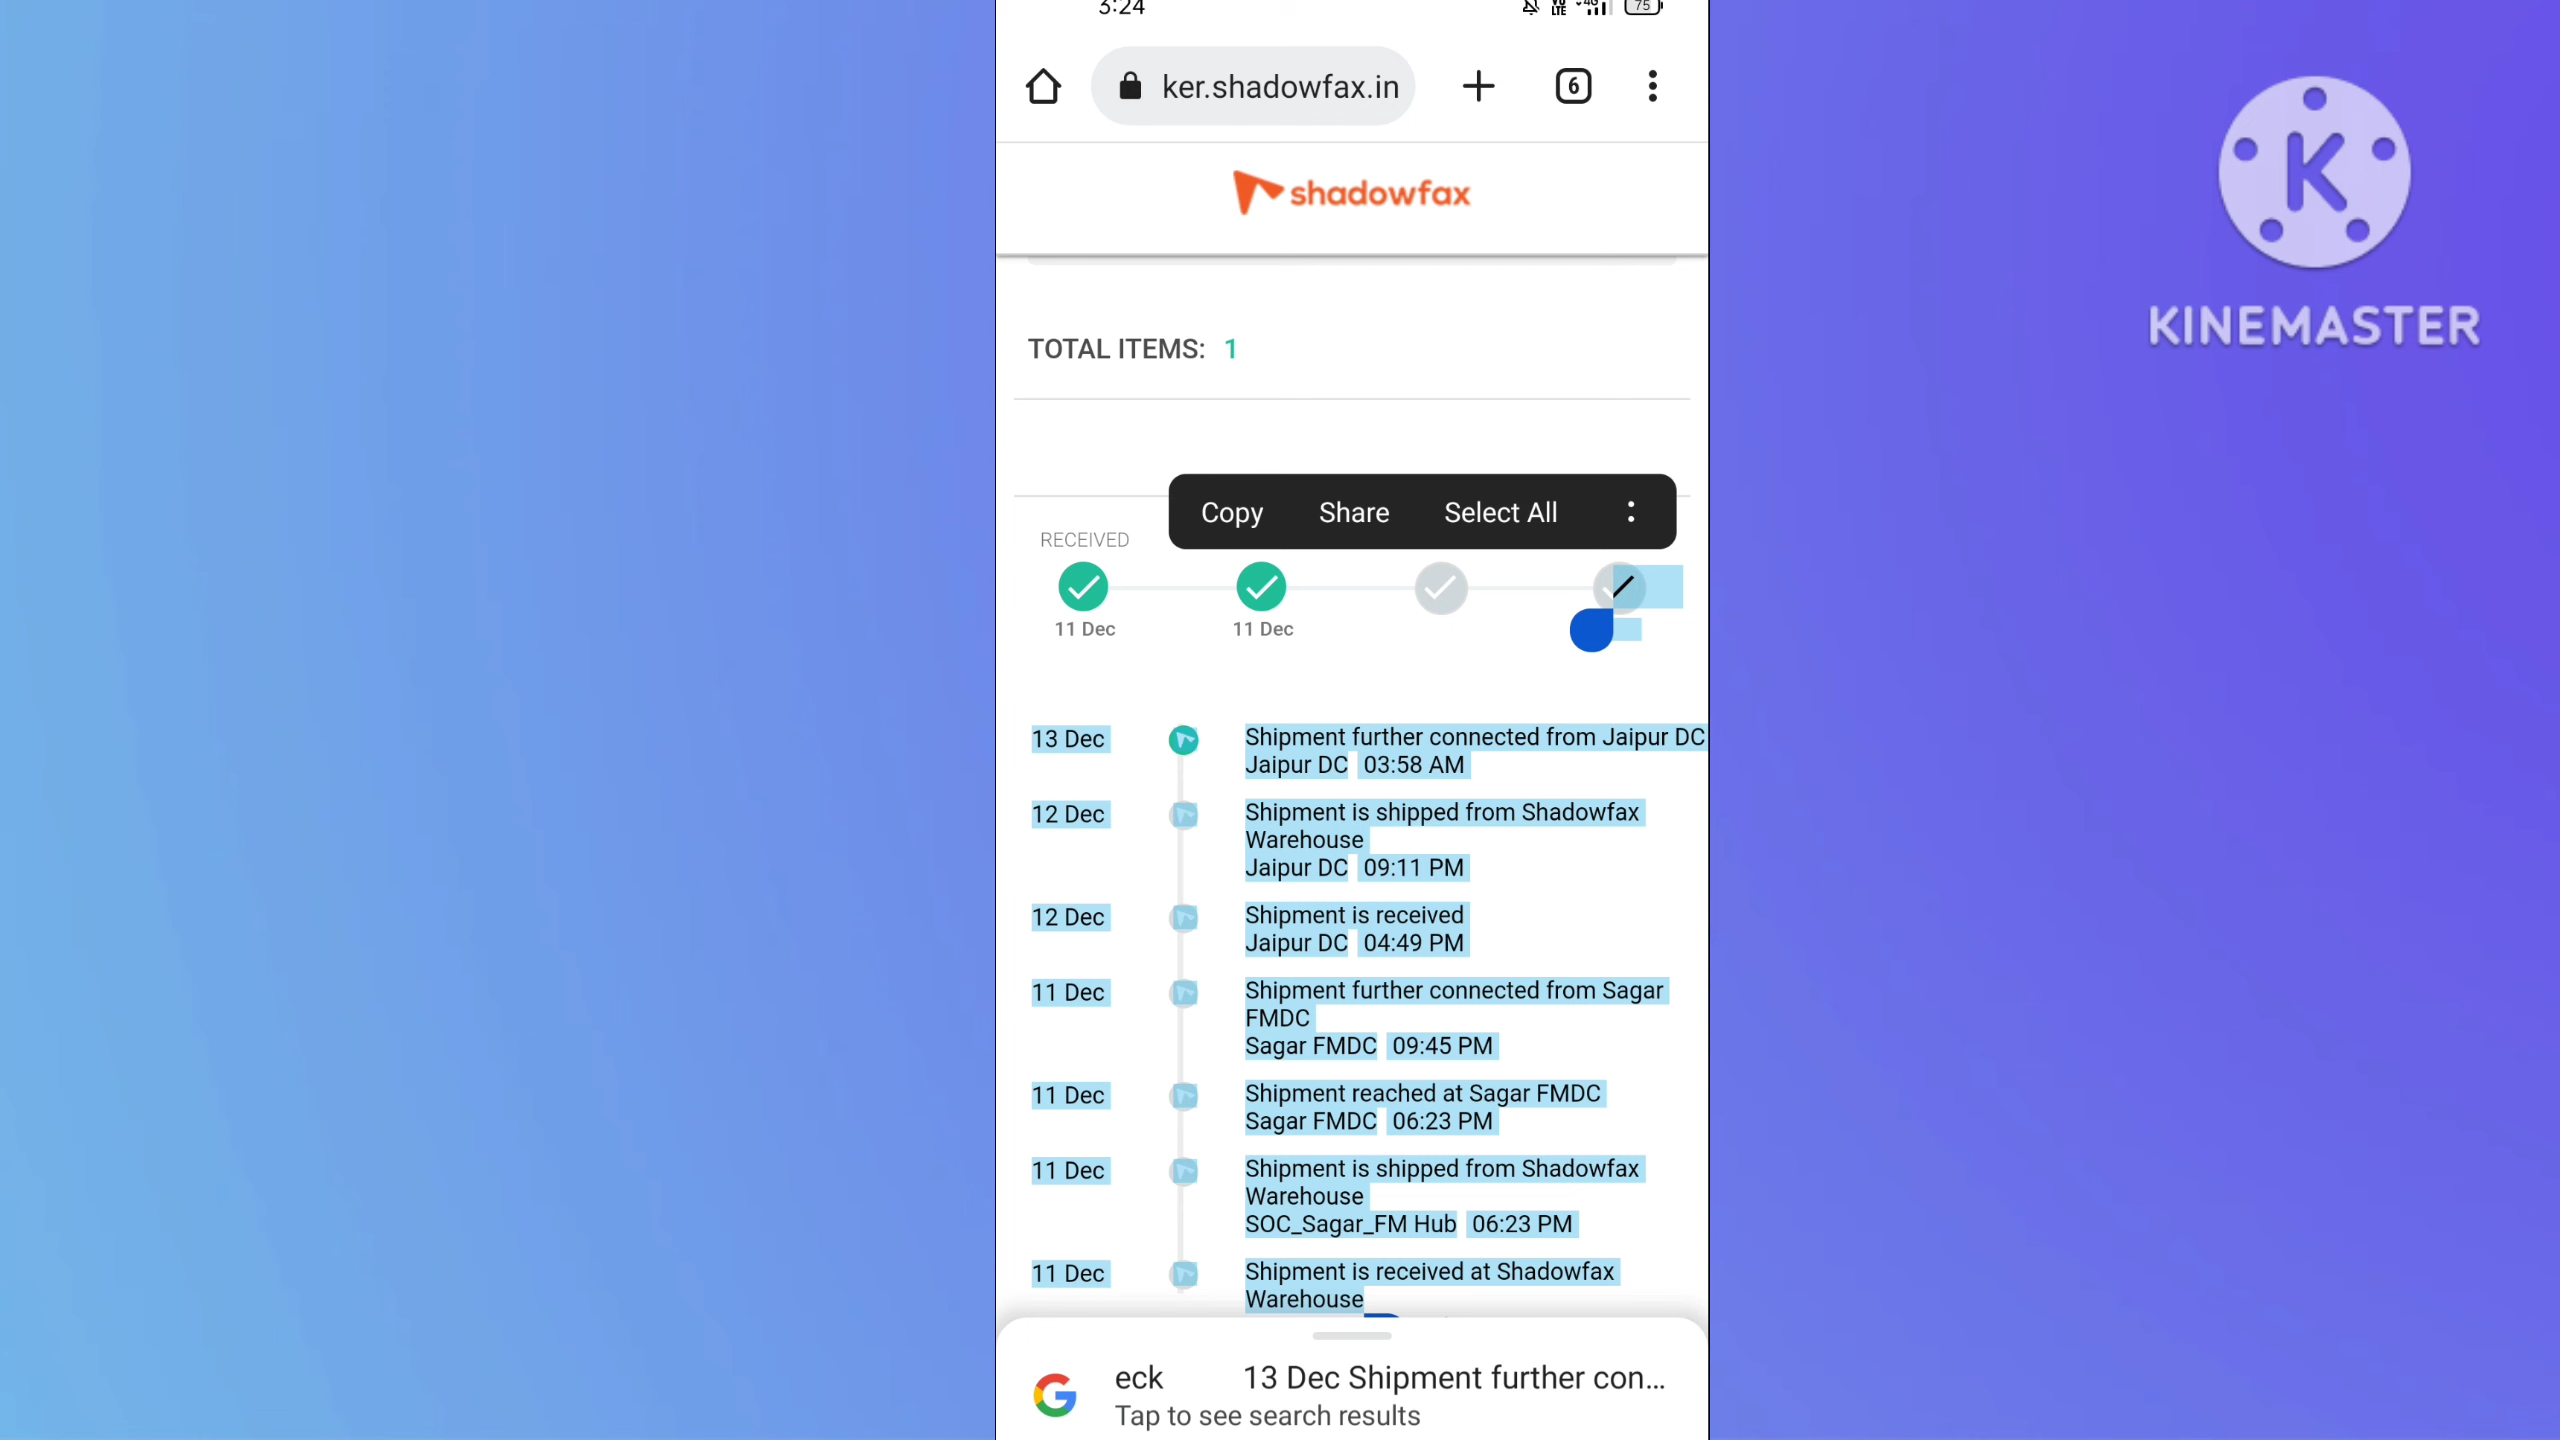 3:24
VO
LTE
4G
75
ker.shadowfax.in
6
shadowfax
K
KINEMASTER
TOTAL ITEMS: 1
Copy Share Select All
RECEIVED
11 Dec 11 Dec
13 Dec Shipment further connected from Jaipur DC
Jaipur DC 03:58 AM
12 Dec Shipment is shipped from Shadowfax
Warehouse
Jaipur DC 09:11 PM
12 Dec Shipment is received
Jaipur DC 04:49 PM
11 Dec Shipment further connected from Sagar
FMDC
Sagar FMDC 09:45 PM
11 Dec Shipment reached at Sagar FMDC
Sagar FMDC 06:23 PM
11 Dec Shipment is shipped from Shadowfax
Warehouse
SOC_Sagar_FM Hub 06:23 PM
11 Dec Shipment is received at Shadowfax
Warehouse
eck 13 Dec Shipment further con...
Tap to see search results